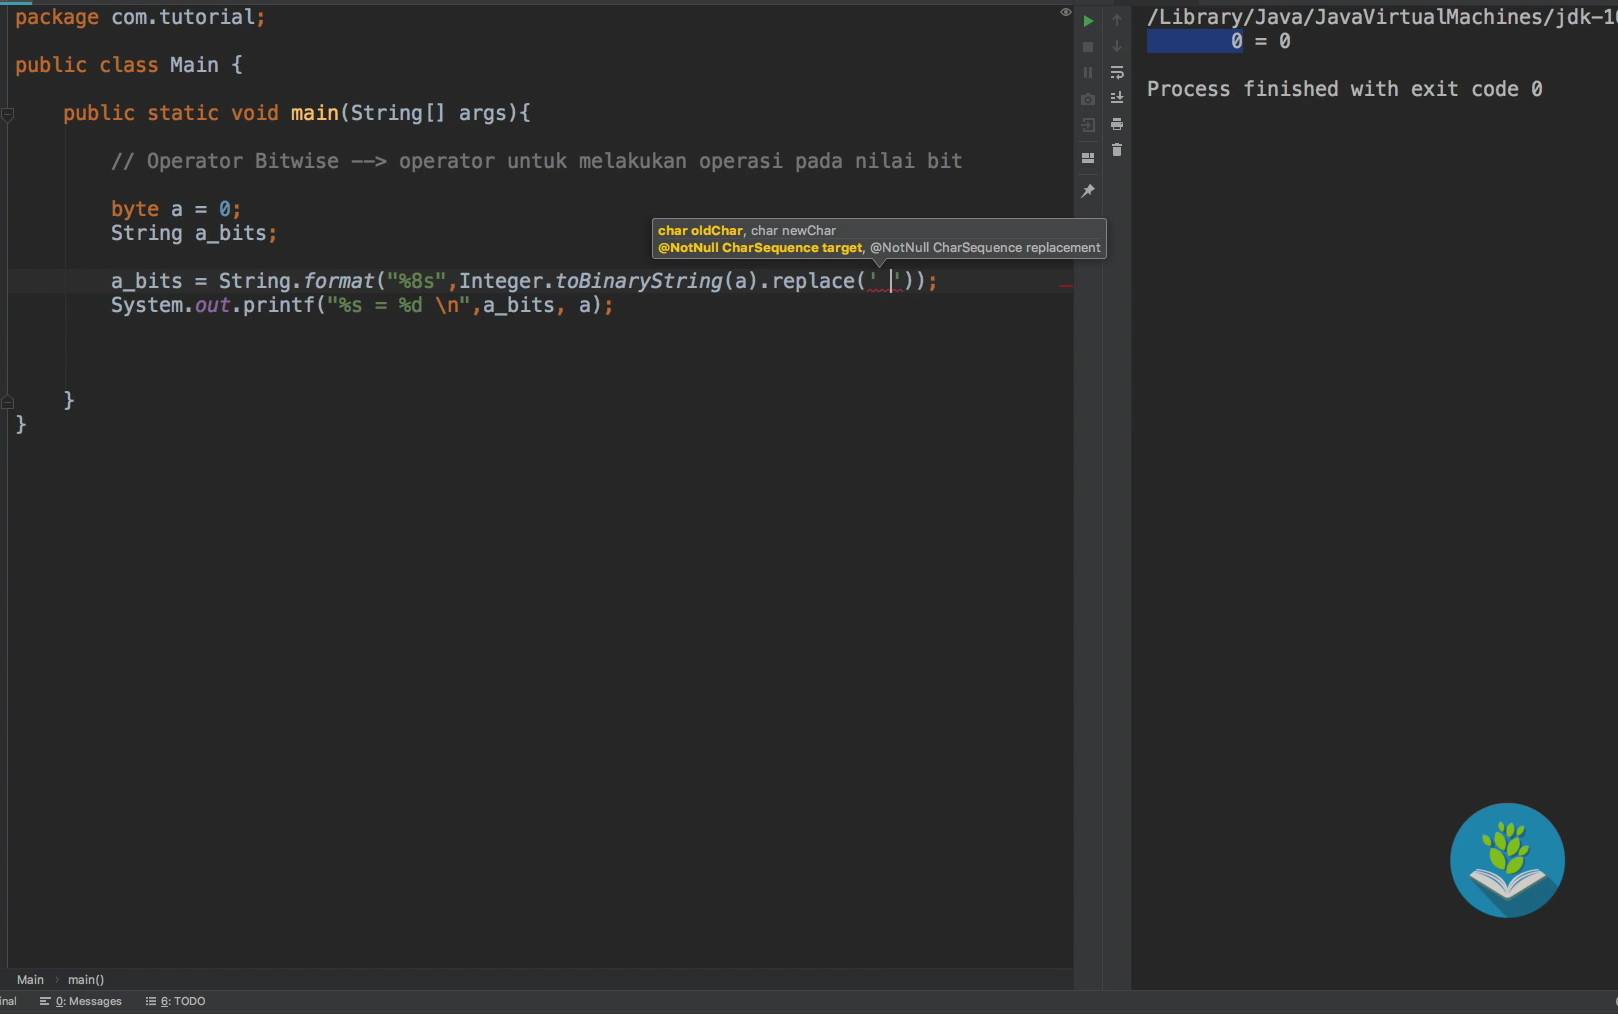 package com.tutorial;
public class Main {
public static void main(String[] args){
// Operator Bitwise --> operator untuk melakukan operasi pada nilai bit
byte a = 0;
String a_bits;
char oldChar, char newChar
@NotNull CharSequence target, @NotNull CharSequence replacement
a_bits = String.format("%8s",Integer.toBinaryString(a).replace(' '));
System.out.printf("%s = %d \n",a_bits, a);
}
}
/Library/Java/JavaVirtualMachines/jdk-10
0 = 0
Process finished with exit code 0
Main > main()
inal 0: Messages 6: TODO